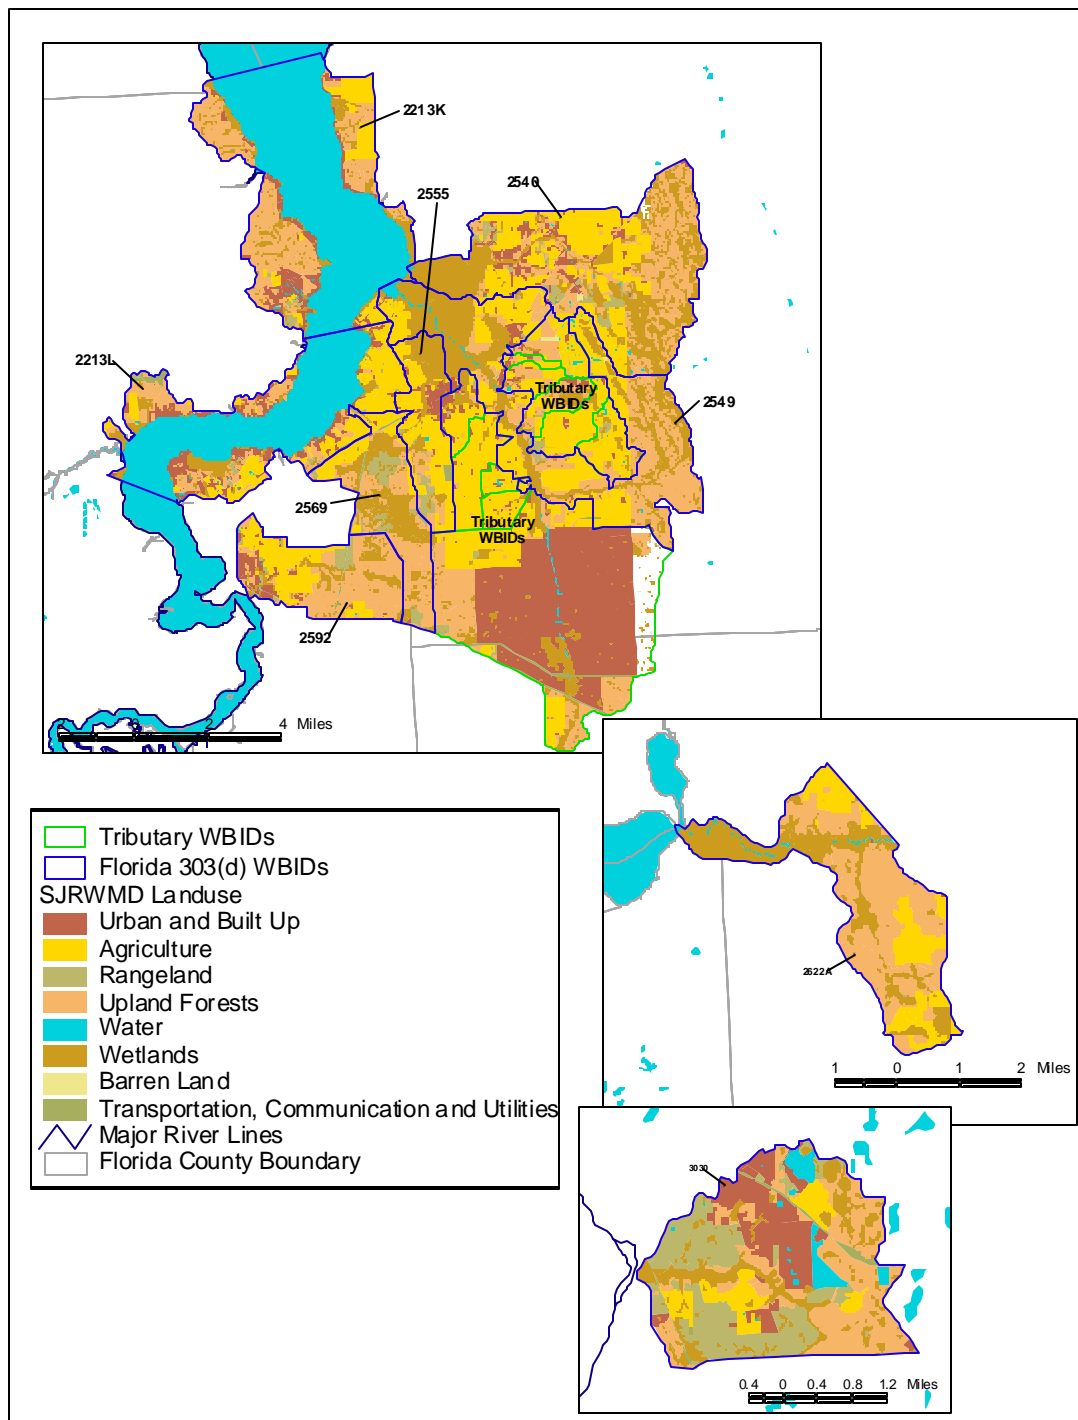 2213K
2540
2555
2213L
Tributary
WBIDs
2549
2569
Tributary
WBIDs
2592
2 0 2 4 Miles
Tributary WBIDs
Florida 303(d) WBIDs
SJRWMD Landuse
Urban and Built Up
Agriculture
Rangeland
Upland Forests
Water
Wetlands
Barren Land
Transportation, Communication and Utilities
Major River Lines
Florida County Boundary
2622A
1 0 1 2 Miles
3030
0.4 0 0.4 0.8 1.2 Miles